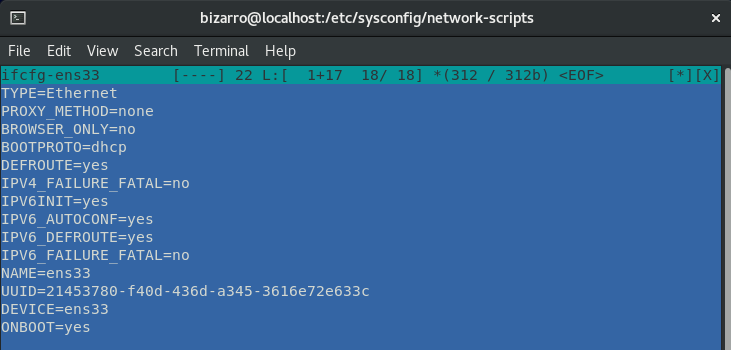 bizarro@localhost:/etc/sysconfig/network-scripts
File Edit View Search Terminal Help
ifcfg-ens33 [----] 22 L:[ 1+17 18/ 18] *(312 / 312b) <EOF> [*][X]
TYPE=Ethernet
PROXY_METHOD=none
BROWSER_ONLY=no
BOOTPROTO=dhcp
DEFROUTE=yes
IPV4_FAILURE_FATAL=no
IPV6INIT=yes
IPV6_AUTOCONF=yes
IPV6_DEFROUTE=yes
IPV6_FAILURE_FATAL=no
NAME=ens33
UUID=21453780-f40d-436d-a345-3616e72e633c
DEVICE=ens33
ONBOOT=yes